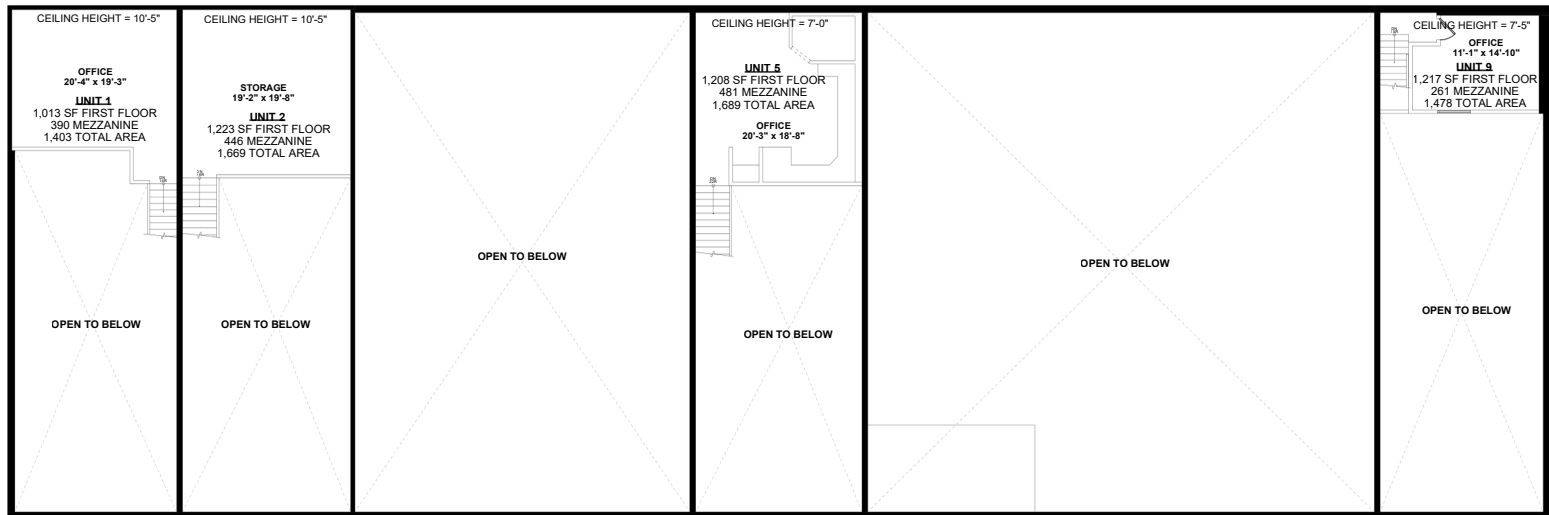 CEILING HEIGHT = 10'-5"
OFFICE
20'-4" x 19'-3"
UNIT 1
1,013 SF FIRST FLOOR
390 MEZZANINE
1,403 TOTAL AREA
OPEN TO BELOW
CEILING HEIGHT = 10'-5"
STORAGE
19'-2" x 19'-8"
UNIT 2
1,223 SF FIRST FLOOR
446 MEZZANINE
1,669 TOTAL AREA
OPEN TO BELOW
OPEN TO BELOW
CEILING HEIGHT = 7'-0"
UNIT 5
1,208 SF FIRST FLOOR
481 MEZZANINE
1,689 TOTAL AREA
OFFICE
20'-3" x 18'-8"
OPEN TO BELOW
OPEN TO BELOW
CEILING HEIGHT = 7'-5"
OFFICE
11'-1" x 14'-10"
UNIT 9
1,217 SF FIRST FLOOR
261 MEZZANINE
1,478 TOTAL AREA
OPEN TO BELOW